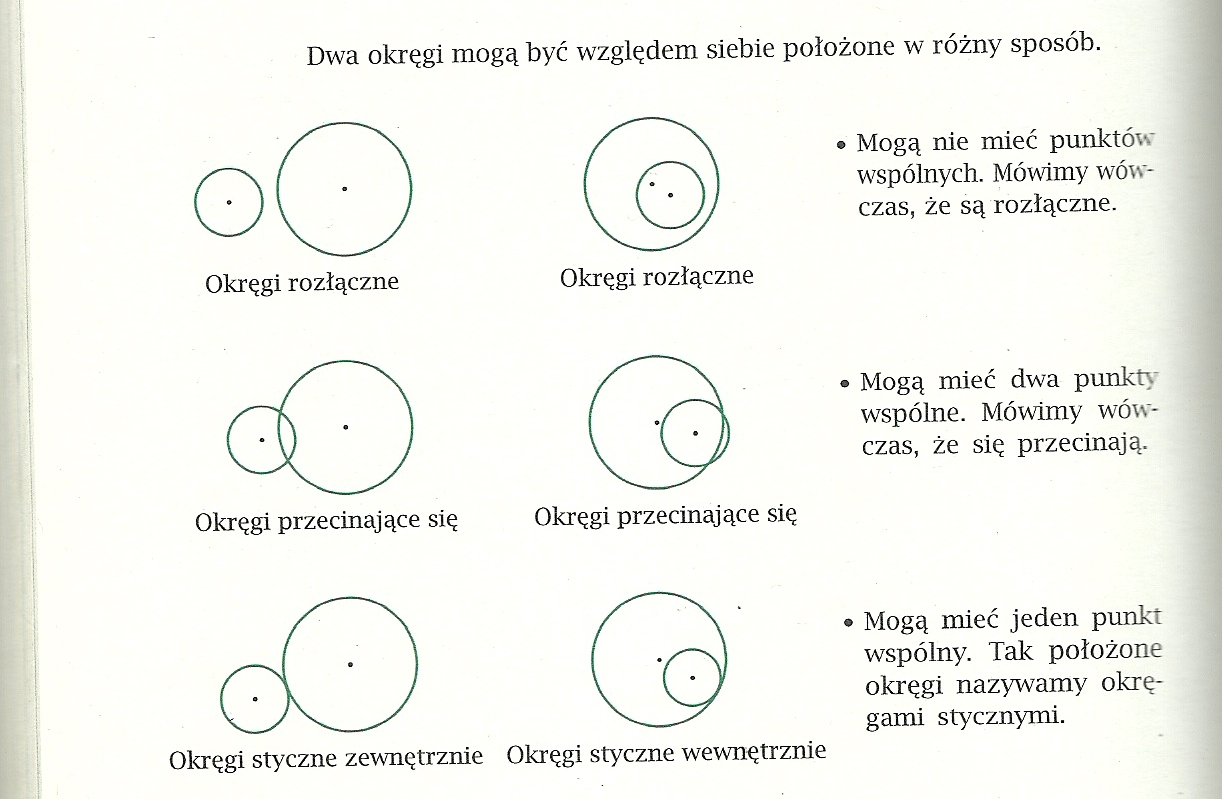 Dwa okręgi mogą być względem siebie położone w różny sposób.
• Mogą nie mieć punktów
wspólnych. Mówimy wów-
czas, że są rozłączne.
Okręgi rozłączne
Okręgi rozłączne
• Mogą mieć dwa punkty
wspólne. Mówimy wów-
czas, że się przecinają.
Okręgi przecinające się
Okręgi przecinające się
• Mogą mieć jeden punkt
wspólny. Tak położone
okręgi nazywamy okrę-
gami stycznymi.
Okręgi styczne zewnętrznie
Okręgi styczne wewnętrznie